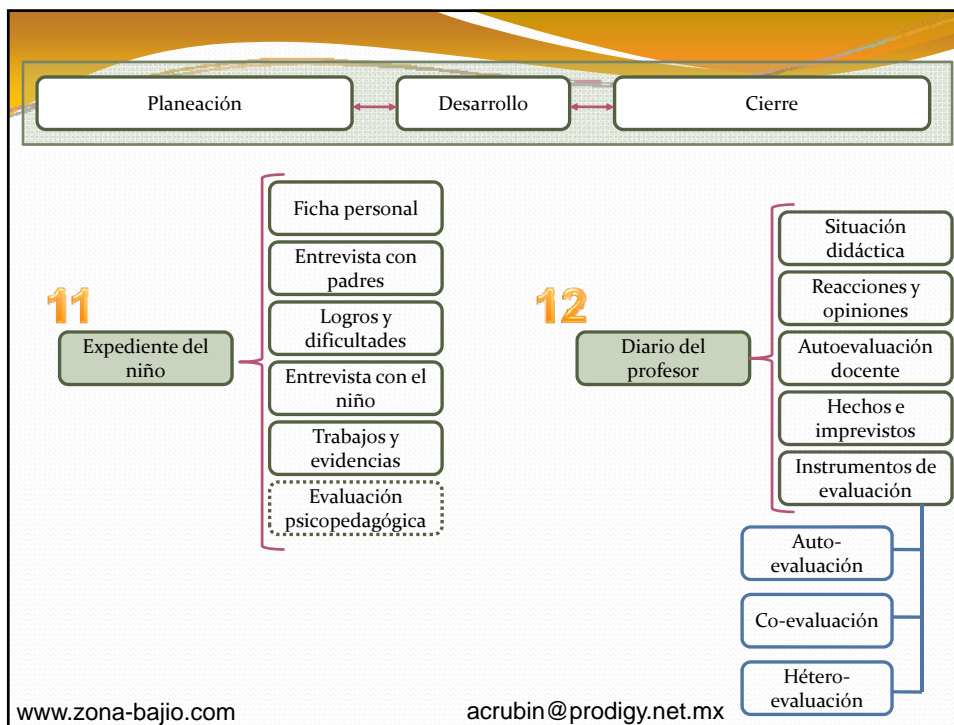 Planeación
Desarrollo
Cierre
11
Expediente del
niño
Ficha personal
Entrevista con
padres
Logros y
dificultades
Entrevista con el
niño
Trabajos y
evidencias
Evaluación
psicopedagógica
12
Diario del
profesor
Situación
didáctica
Reacciones y
opiniones
Autoevaluación
docente
Hechos e
imprevistos
Instrumentos de
evaluación
Auto-
evaluación
Co-evaluación
Hétero-
evaluación
www.zona-bajio.com
acrubin@prodigy.net.mx